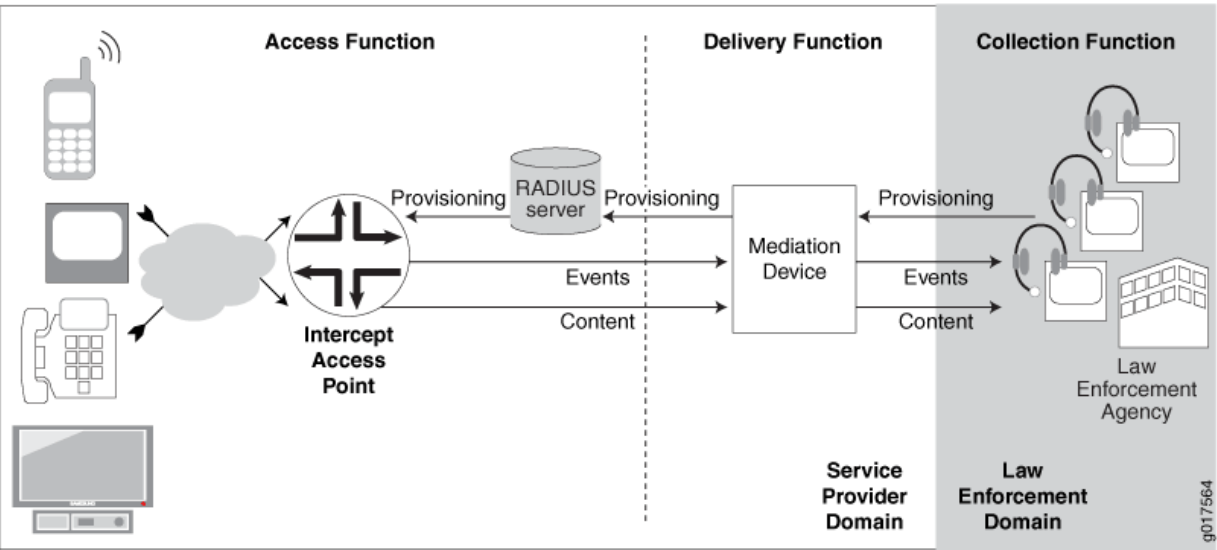 Access Function
Delivery Function
Collection Function
Provisioning
RADIUS
server
Provisioning
Provisioning
Mediation
Device
Events
Events
Content
Content
Intercept
Access
Point
Law
Enforcement
Agency
Service
Provider
Domain
Law
Enforcement
Domain
g017564